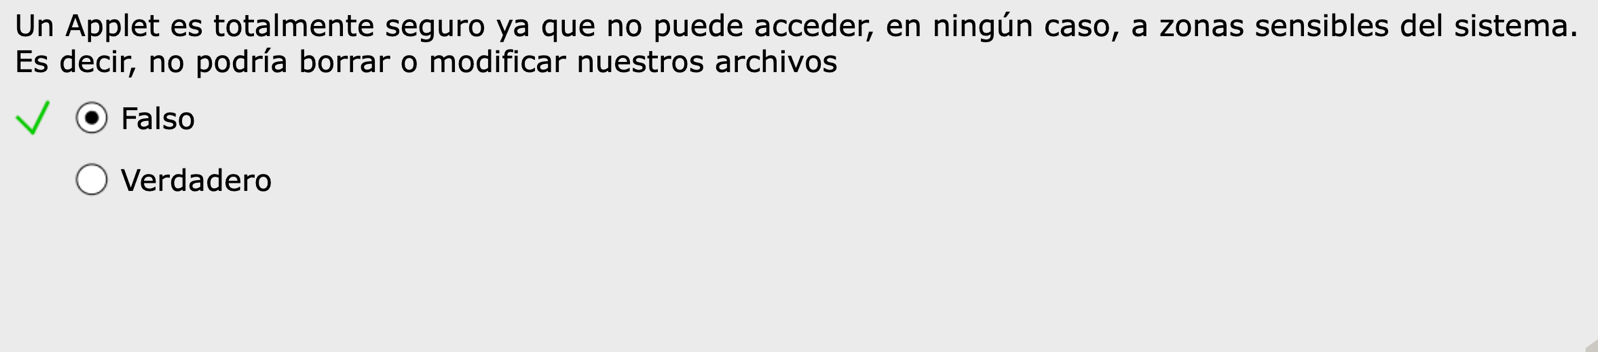 Un Applet es totalmente seguro ya que no puede acceder, en ningún caso, a zonas sensibles del sistema.
Es decir, no podría borrar o modificar nuestros archivos
Falso
Verdadero